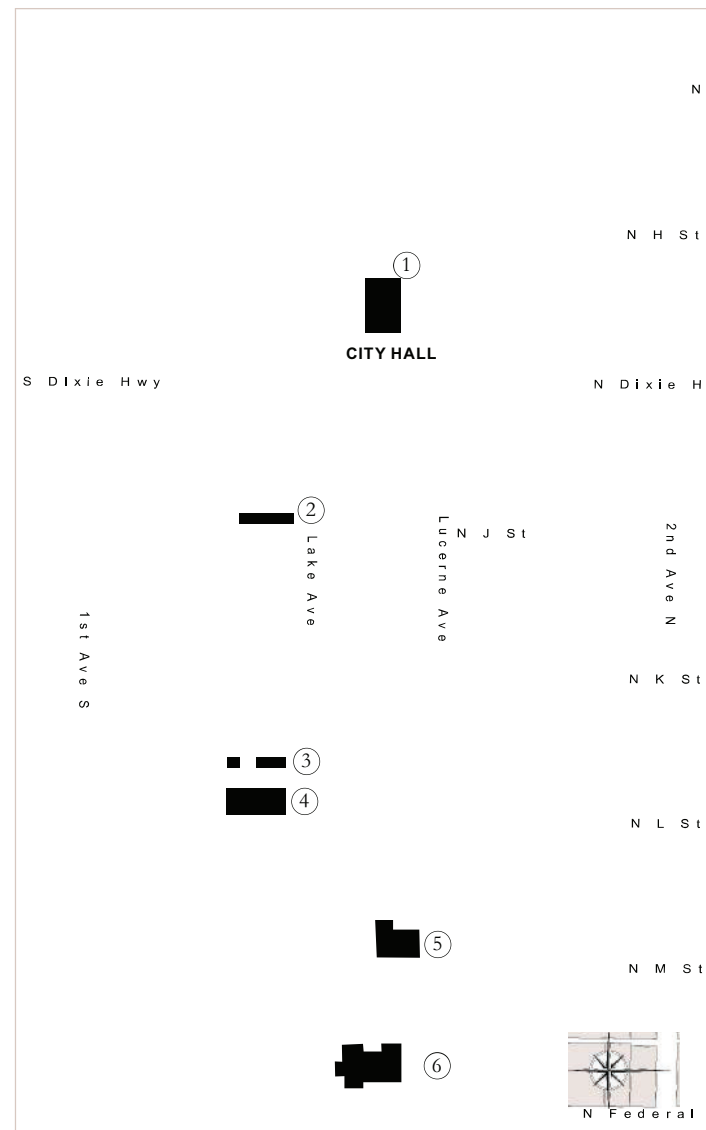 N
N H St
1
CITY HALL
S DIxie Hwy
N Dixie H
2
Lake Ave
Lucerne Ave
N J St
2nd Ave N
1st Ave S
N K St
3
4
N L St
5
N M St
6
N Federal